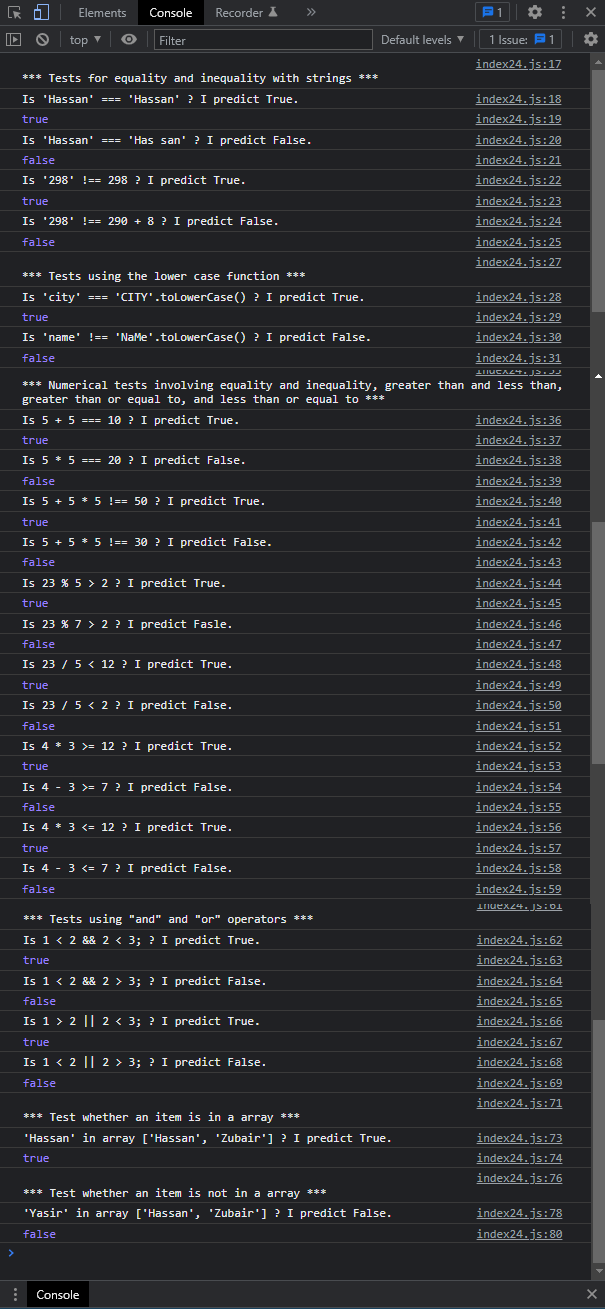 Elements Console Recorder » 1
top Filter Default levels 1 Issue: 1
index24.js:17
*** Tests for equality and inequality with strings ***
Is 'Hassan' === 'Hassan' ? I predict True. index24.js:18
true index24.js:19
Is 'Hassan' === 'Has san' ? I predict False. index24.js:20
false index24.js:21
Is '298' !== 298 ? I predict True. index24.js:22
true index24.js:23
Is '298' !== 290 + 8 ? I predict False. index24.js:24
false index24.js:25
index24.js:27
*** Tests using the lower case function ***
Is 'city' === 'CITY'.toLowerCase() ? I predict True. index24.js:28
true index24.js:29
Is 'name' !== 'NaMe'.toLowerCase() ? I predict False. index24.js:30
false index24.js:31
*** Numerical tests involving equality and inequality, greater than and less than,
greater than or equal to, and less than or equal to ***
Is 5 + 5 === 10 ? I predict True. index24.js:36
true index24.js:37
Is 5 * 5 === 20 ? I predict False. index24.js:38
false index24.js:39
Is 5 + 5 * 5 !== 50 ? I predict True. index24.js:40
true index24.js:41
Is 5 + 5 * 5 !== 30 ? I predict False. index24.js:42
false index24.js:43
Is 23 % 5 > 2 ? I predict True. index24.js:44
true index24.js:45
Is 23 % 7 > 2 ? I predict Fasle. index24.js:46
false index24.js:47
Is 23 / 5 < 12 ? I predict True. index24.js:48
true index24.js:49
Is 23 / 5 < 2 ? I predict False. index24.js:50
false index24.js:51
Is 4 * 3 >= 12 ? I predict True. index24.js:52
true index24.js:53
Is 4 - 3 >= 7 ? I predict False. index24.js:54
false index24.js:55
Is 4 * 3 <= 12 ? I predict True. index24.js:56
true index24.js:57
Is 4 - 3 <= 7 ? I predict False. index24.js:58
false index24.js:59
index24.js:61
*** Tests using "and" and "or" operators ***
Is 1 < 2 && 2 < 3; ? I predict True. index24.js:62
true index24.js:63
Is 1 < 2 && 2 > 3; ? I predict False. index24.js:64
false index24.js:65
Is 1 > 2 || 2 < 3; ? I predict True. index24.js:66
true index24.js:67
Is 1 < 2 || 2 > 3; ? I predict False. index24.js:68
false index24.js:69
index24.js:71
*** Test whether an item is in a array ***
'Hassan' in array ['Hassan', 'Zubair'] ? I predict True. index24.js:73
true index24.js:74
index24.js:76
*** Test whether an item is not in a array ***
'Yasir' in array ['Hassan', 'Zubair'] ? I predict False. index24.js:78
false index24.js:80
Console